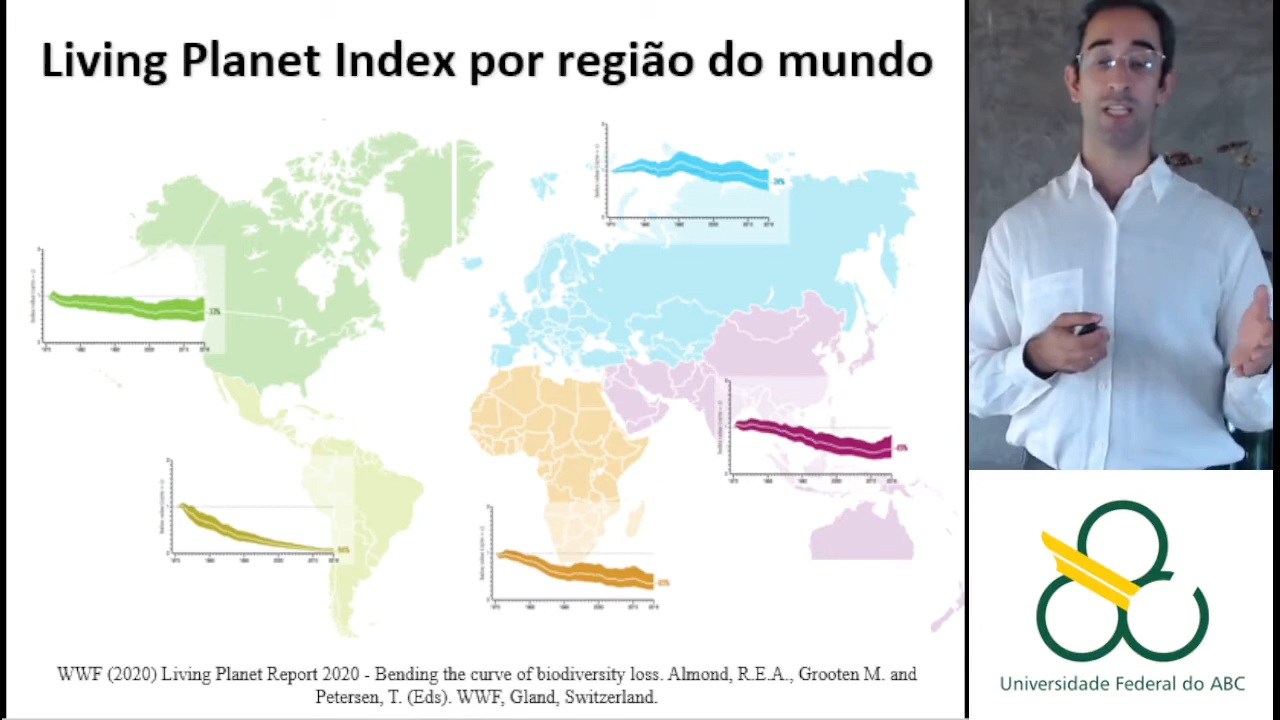 Living Planet Index por região do mundo
WWF (2020) Living Planet Report 2020 - Bending the curve of biodiversity loss. Almond, R.E.A., Grooten M. and
Petersen, T. (Eds). WWF, Gland, Switzerland.
Universidade Federal do ABC